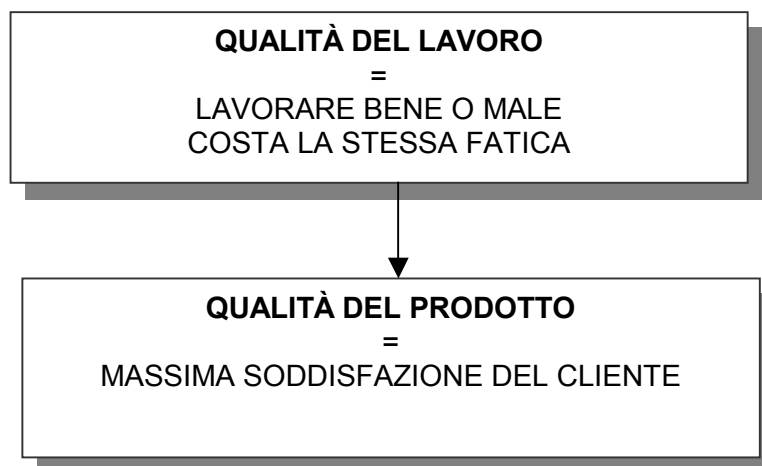 QUALITÀ DEL LAVORO
=
LAVORARE BENE O MALE
COSTA LA STESSA FATICA
QUALITÀ DEL PRODOTTO
=
MASSIMA SODDISFAZIONE DEL CLIENTE